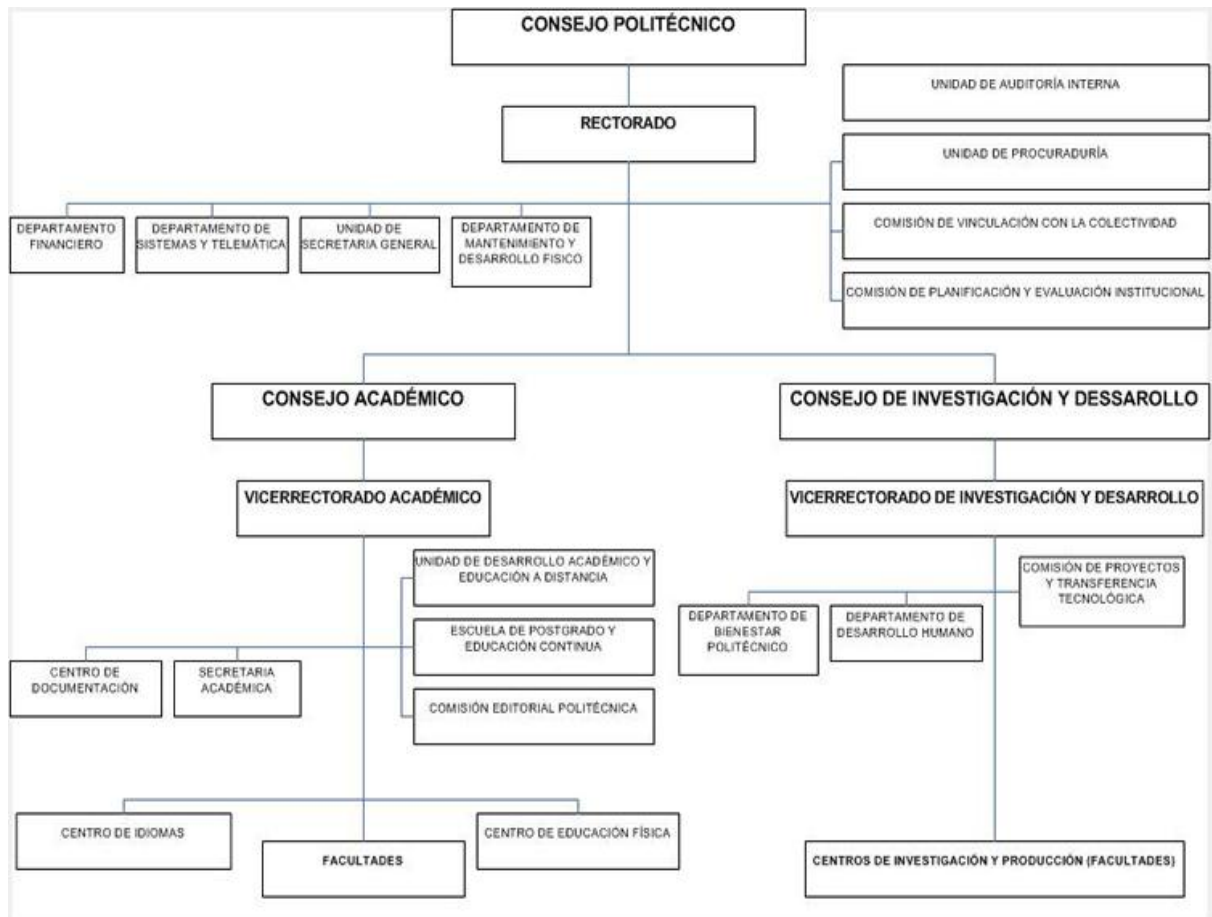 CONSEJO POLITÉCNICO
UNIDAD DE AUDITORÍA INTERNA
RECTORADO
UNIDAD DE PROCURADURÍA
COMISIÓN DE VINCULACIÓN CON LA COLECTIVIDAD
COMISIÓN DE PLANIFICACIÓN Y EVALUACIÓN INSTITUCIONAL
DEPARTAMENTO
FINANCIERO
DEPARTAMENTO DE
SISTEMAS Y TELEMÁTICA
UNIDAD DE
SECRETARIA GENERAL
DEPARTAMENTO DE
MANTENIMIENTO Y
DESARROLLO FISICO
CONSEJO ACADÉMICO
CONSEJO DE INVESTIGACIÓN Y DESSAROLLO
VICERRECTORADO ACADÉMICO
VICERRECTORADO DE INVESTIGACIÓN Y DESARROLLO
UNIDAD DE DESARROLLO ACADÉMICO Y
EDUCACIÓN A DISTANCIA
ESCUELA DE POSTGRADO Y
EDUCACIÓN CONTINUA
COMISIÓN EDITORIAL POLITÉCNICA
CENTRO DE
DOCUMENTACIÓN
SECRETARIA
ACADÉMICA
COMISIÓN DE PROYECTOS
Y TRANSFERENCIA
TECNOLÓGICA
DEPARTAMENTO DE
BIENESTAR
POLITÉCNICO
DEPARTAMENTO DE
DESARROLLO HUMANO
CENTRO DE IDIOMAS
FACULTADES
CENTRO DE EDUCACIÓN FÍSICA
CENTROS DE INVESTIGACIÓN Y PRODUCCIÓN (FACULTADES)